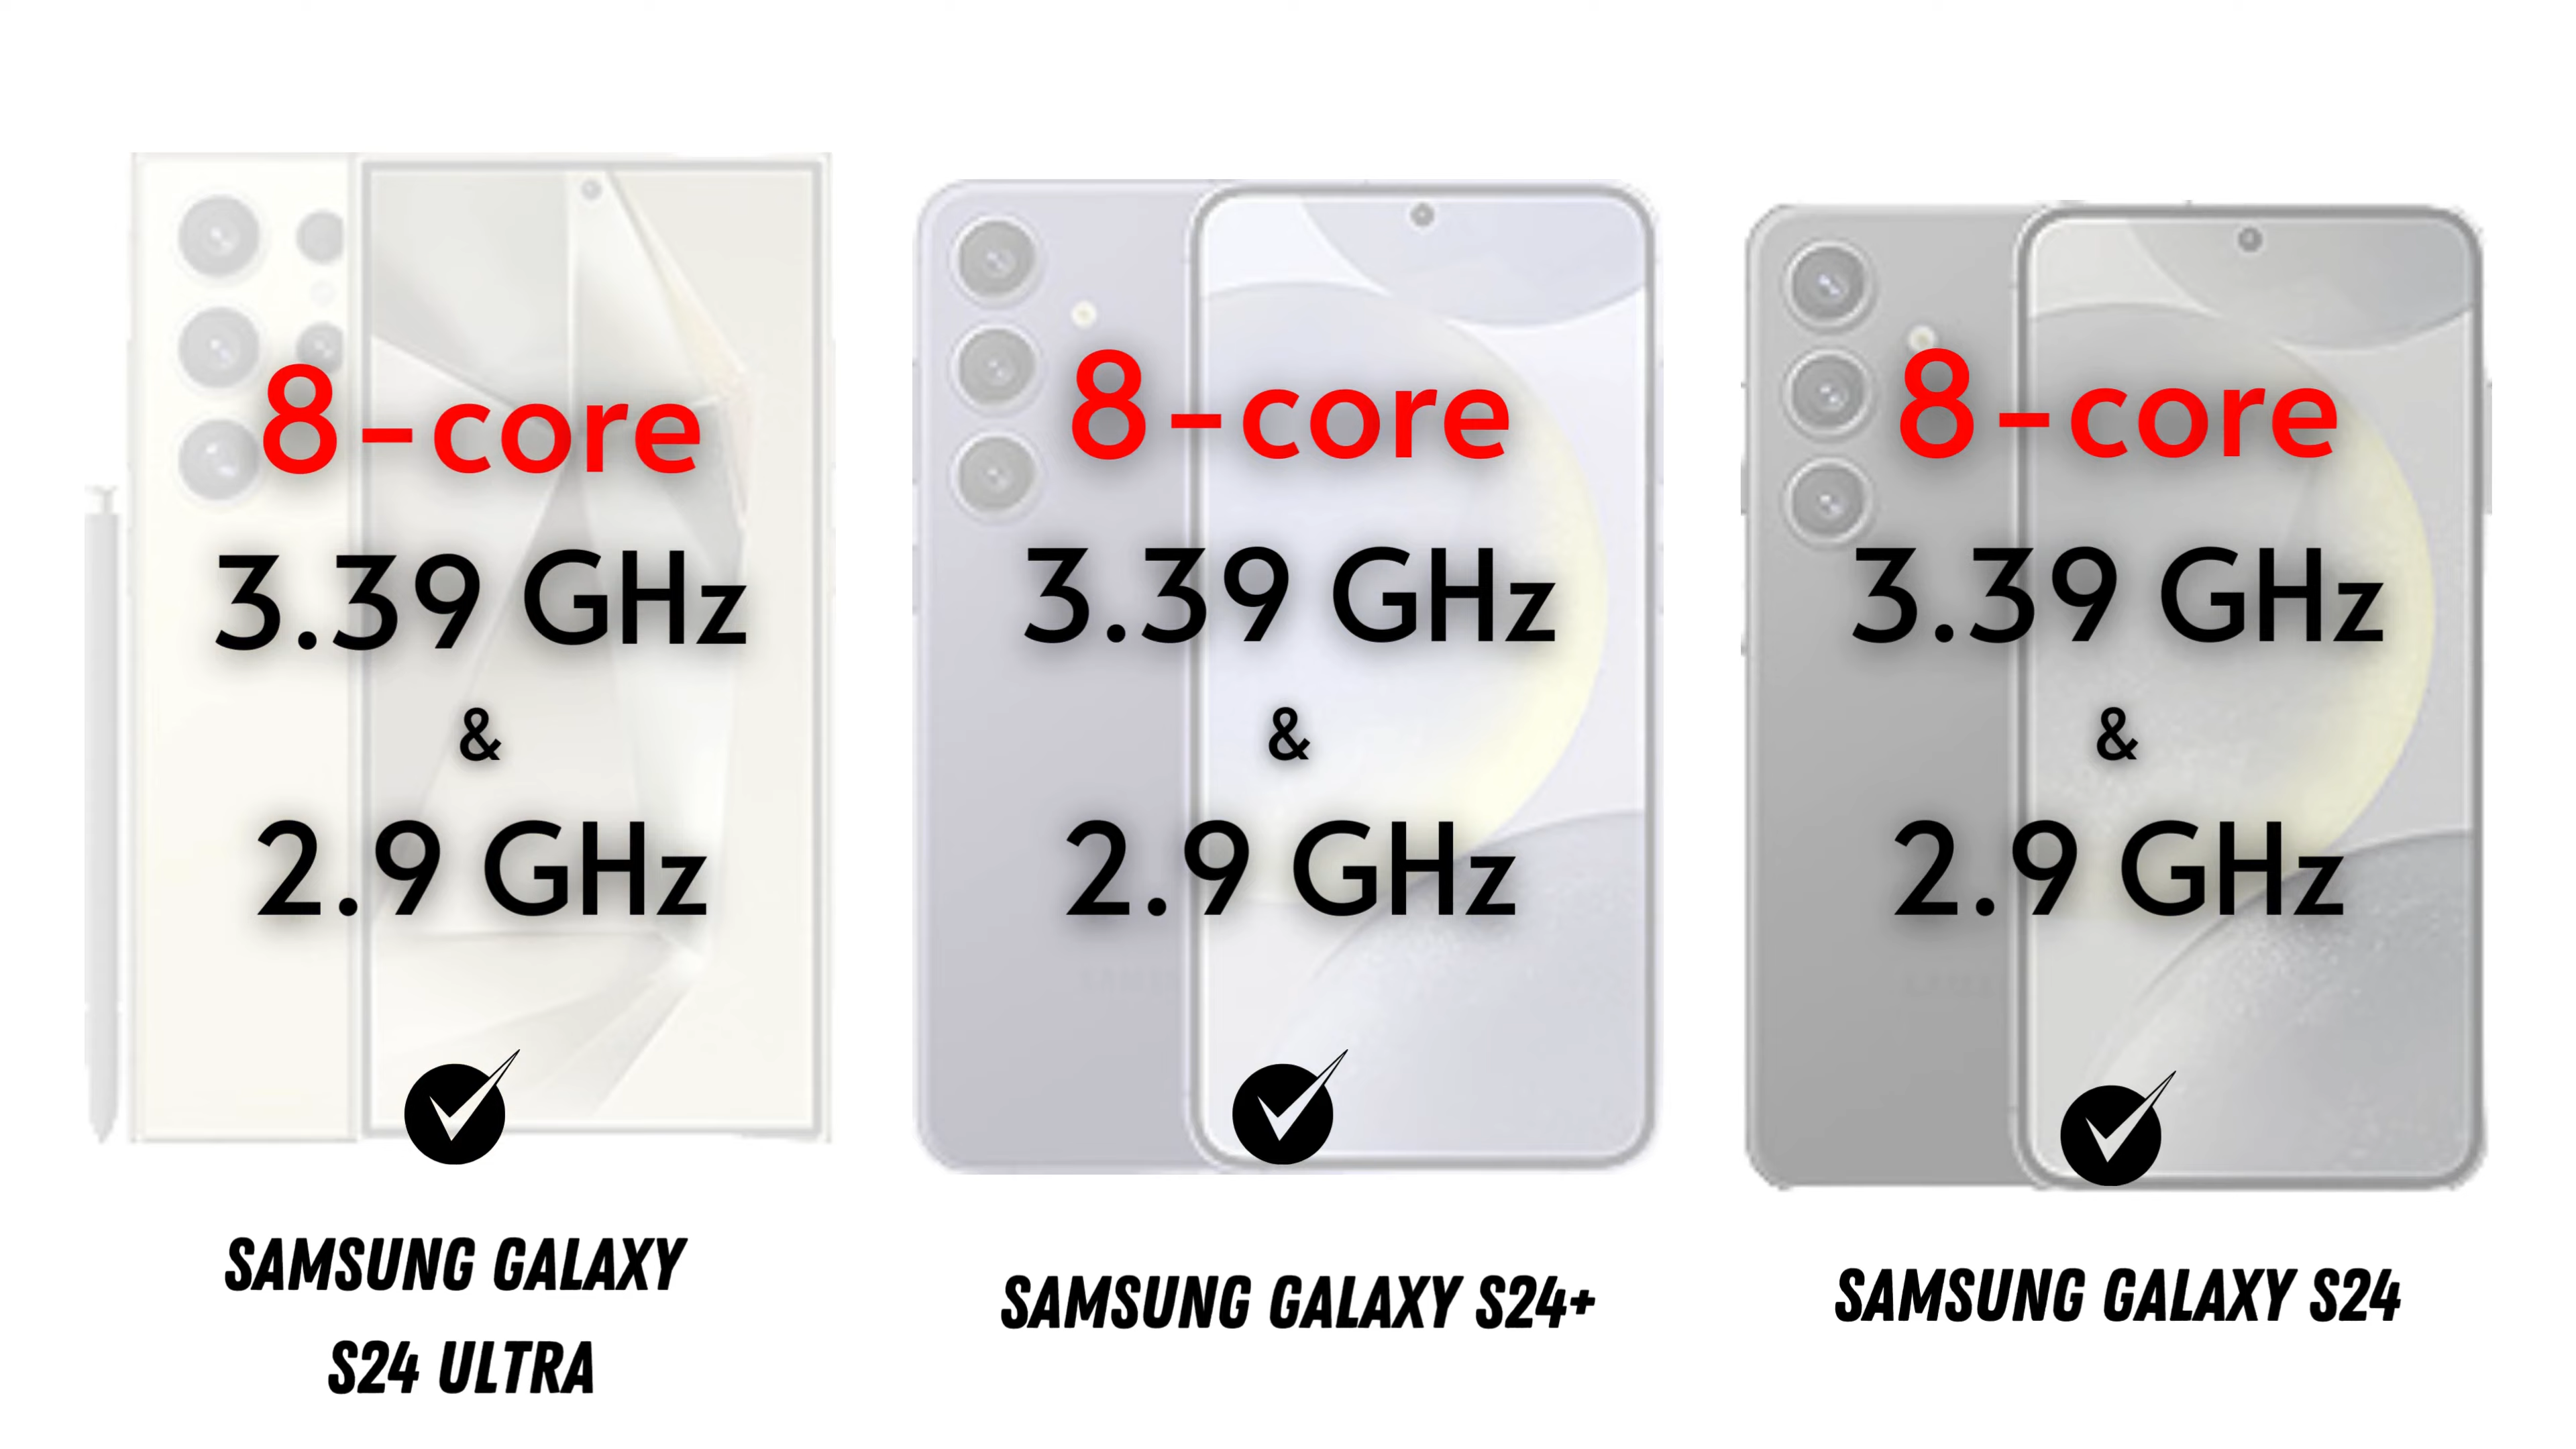 8-core
3.39 GHz
&
2.9 GHz
SAMSUNG GALAXY
S24 ULTRA
8-core
3.39 GHz
&
2.9 GHz
SAMSUNG GALAXY S24+
8-core
3.39 GHz
&
2.9 GHz
SAMSUNG GALAXY S24